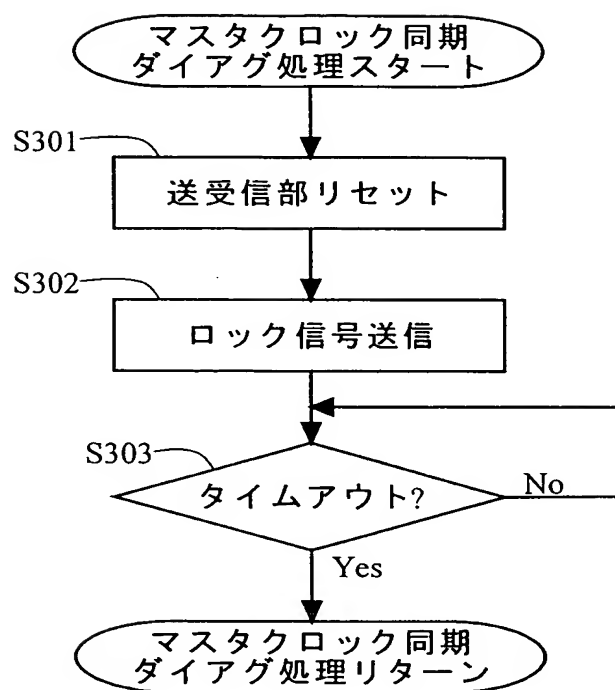 マスタクロック同期
ダイアグ処理スタート
S301
送受信部リセット
S302
ロック信号送信
S303
タイムアウト?
No
Yes
マスタクロック同期
ダイアグ処理リターン